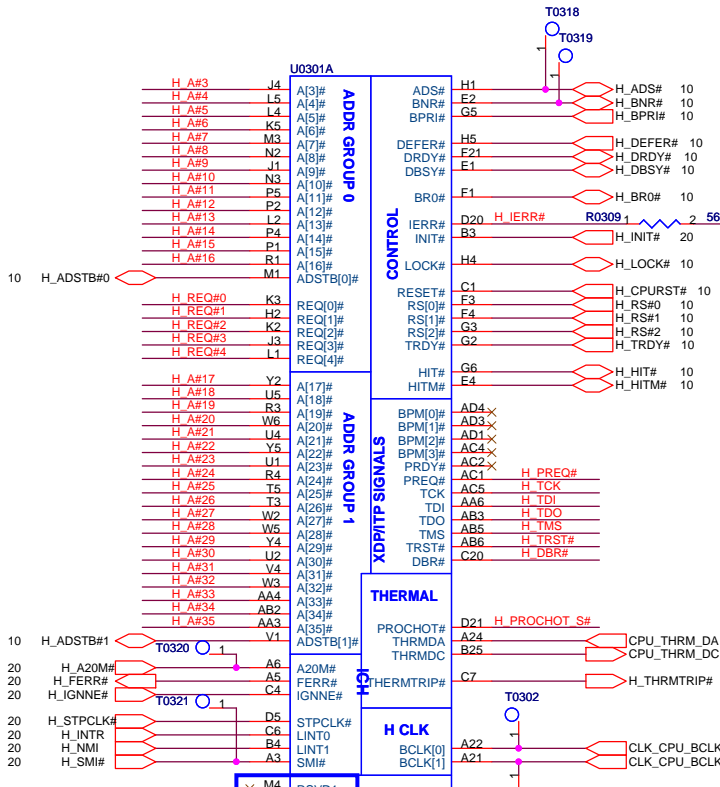 T0318
T0319
1
1
U0301A
H_A#3 J4 A[3]# ADS# H1 H_ADS# 10
H_A#4 L5 A[4]# BNR# E2 H_BNR# 10
H_A#5 L4 A[5]# BPRI# G5 H_BPRI# 10
H_A#6 K5 A[6]#
H_A#7 M3 A[7]# DEFER# H5 H_DEFER# 10
H_A#8 N2 A[8]# DRDY# F21 H_DRDY# 10
H_A#9 J1 A[9]# DBSY# E1 H_DBSY# 10
H_A#10 N3 A[10]#
H_A#11 P5 A[11]# BR0# F1 H_BR0# 10
H_A#12 P2 A[12]#
H_A#13 L2 A[13]# IERR# D20 H_IERR# R0309 1 2 56
H_A#14 P4 A[14]# INIT# B3 H_INIT# 20
H_A#15 P1 A[15]#
H_A#16 R1 A[16]# LOCK# H4 H_LOCK# 10
10 H_ADSTB#0 M1 ADSTB[0]#
ADDR GROUP 0
CONTROL
RESET# C1 H_CPURST# 10
H_REQ#0 K3 REQ[0]# RS[0]# F3 H_RS#0 10
H_REQ#1 H2 REQ[1]# RS[1]# F4 H_RS#1 10
H_REQ#2 K2 REQ[2]# RS[2]# G3 H_RS#2 10
H_REQ#3 J3 REQ[3]# TRDY# G2 H_TRDY# 10
H_REQ#4 L1 REQ[4]#
HIT# G6 H_HIT# 10
H_A#17 Y2 A[17]# HITM# E4 H_HITM# 10
H_A#18 U5 A[18]#
H_A#19 R3 A[19]# BPM[0]# AD4
H_A#20 W6 A[20]# BPM[1]# AD3
H_A#21 U4 A[21]# BPM[2]# AD1
H_A#22 Y5 A[22]# BPM[3]# AC4
H_A#23 U1 A[23]# PRDY# AC2
H_A#24 R4 A[24]# PREQ# AC1 H_PREQ#
H_A#25 T5 A[25]# TCK AC5 H_TCK
H_A#26 T3 A[26]# TDI AA6 H_TDI
H_A#27 W2 A[27]# TDO AB3 H_TDO
H_A#28 W5 A[28]# TMS AB5 H_TMS
H_A#29 Y4 A[29]# TRST# AB6 H_TRST#
H_A#30 U2 A[30]# DBR# C20 H_DBR#
H_A#31 V4 A[31]#
H_A#32 W3 A[32]#
H_A#33 AA4 A[33]#
H_A#34 AB2 A[34]#
H_A#35 AA3 A[35]#
ADDR GROUP 1
XDP/ITP SIGNALS
THERMAL
PROCHOT# D21 H_PROCHOT_S#
10 H_ADSTB#1 V1 ADSTB[1]# THRMDA A24 CPU_THRM_DA
T0320 1 THRMDC B25 CPU_THRM_DC
20 H_A20M# A6 A20M#
20 H_FERR# A5 FERR# THERMTRIP# C7 H_THRMTRIP#
20 H_IGNNE# C4 IGNNE#
ICH
T0321 1
T0302
1
20 H_STPCLK# D5 STPCLK# H CLK
20 H_INTR C6 LINT0
20 H_NMI B4 LINT1 BCLK[0] A22 CLK_CPU_BCLK
20 H_SMI# A3 SMI# BCLK[1] A21 CLK_CPU_BCLK
M4
1